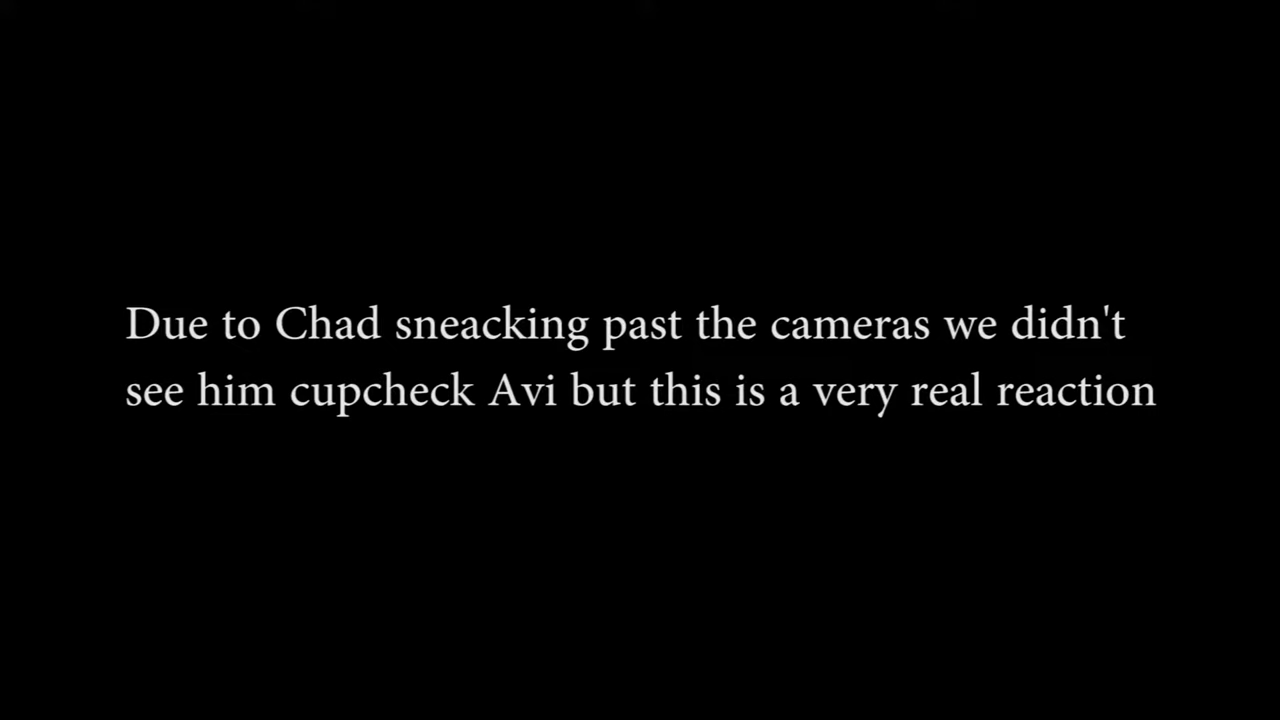 Due to Chad sneacking past the cameras we didn't
see him cupcheck Avi but this is a very real reaction